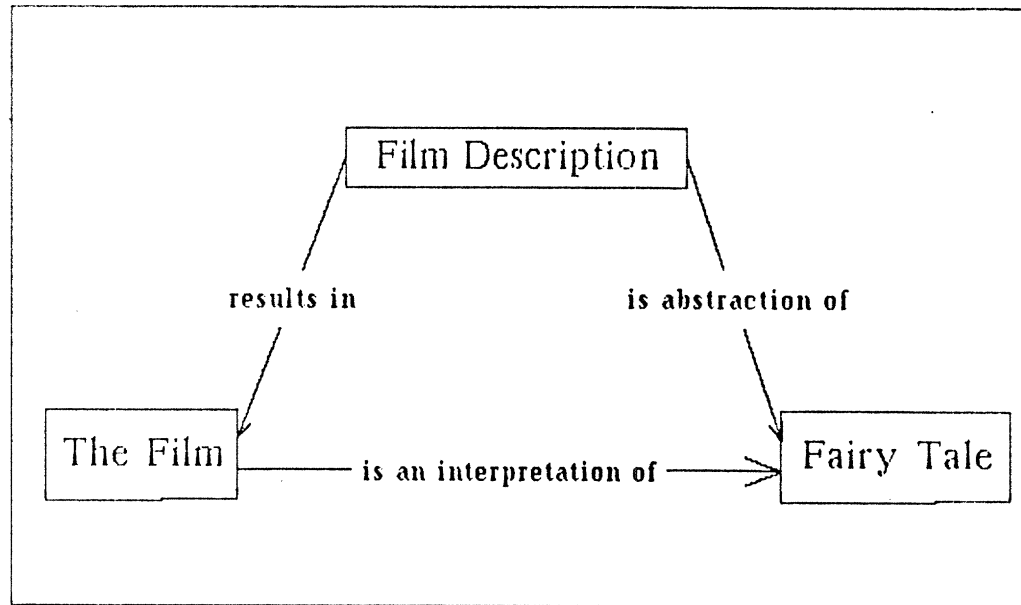 Film Description
results in
is abstraction of
The Film
is an interpretation of
Fairy Tale